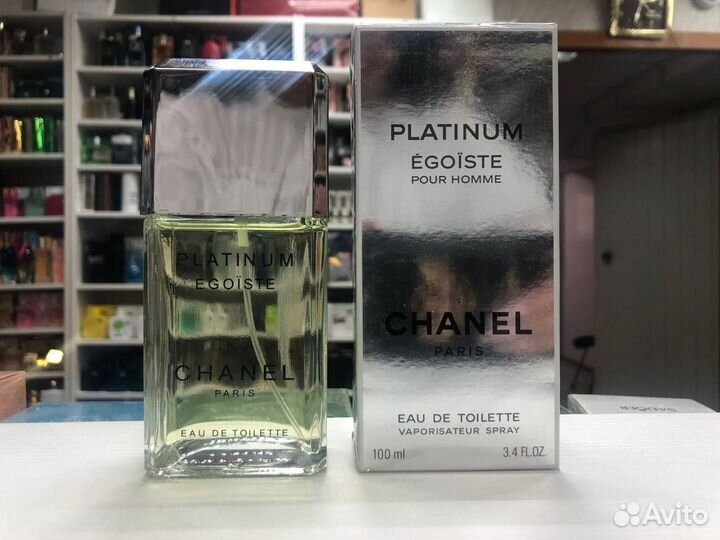 PLATINUM
EGOÏSTE
CHANEL
PARIS
EAU DE TOILETTE
PLATINUM
ÉGOÏSTE
POUR HOMME
CHANEL
PARIS
EAU DE TOILETTE
VAPORISATEUR SPRAY
100 ml 3.4 FL.OZ.
Avito